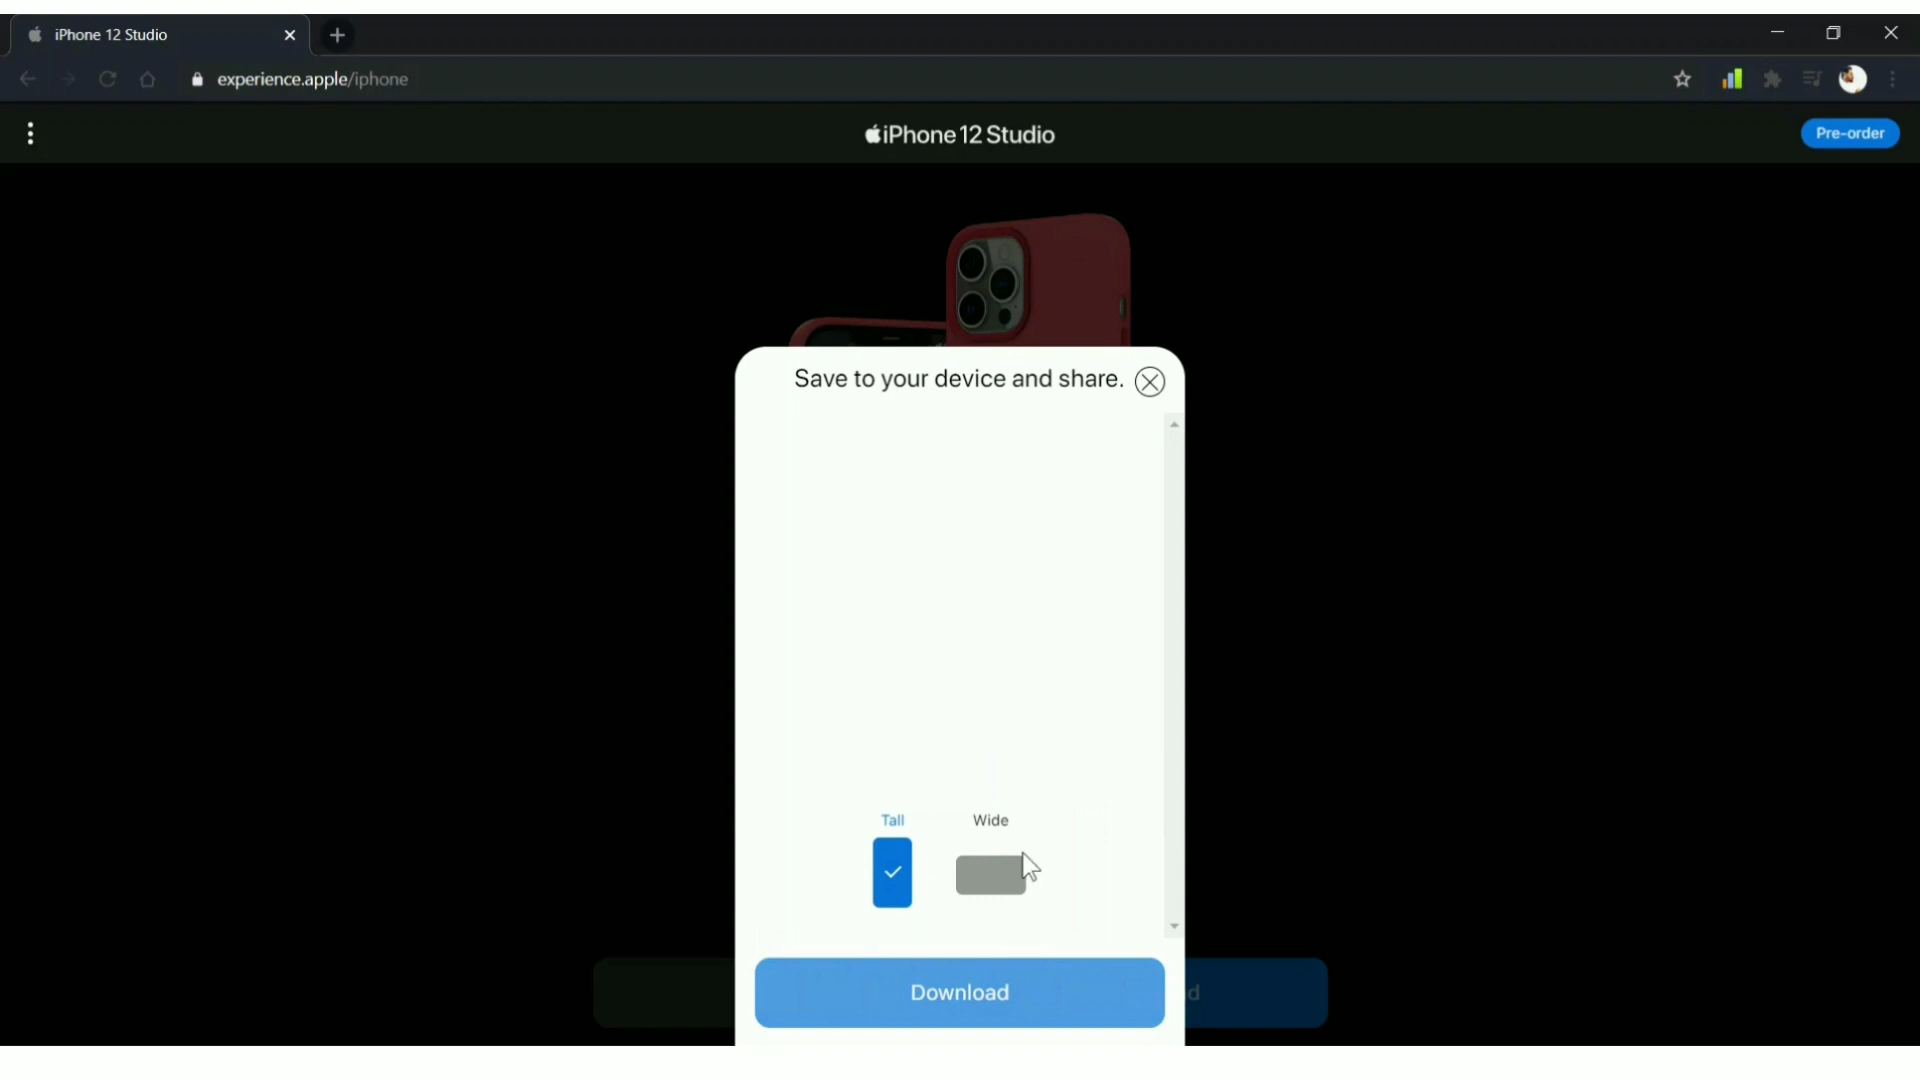 iPhone 12 Studio
experience.apple/iphone
iPhone 12 Studio
Pre-order
Save to your device and share.
Tall
Wide
Download
d